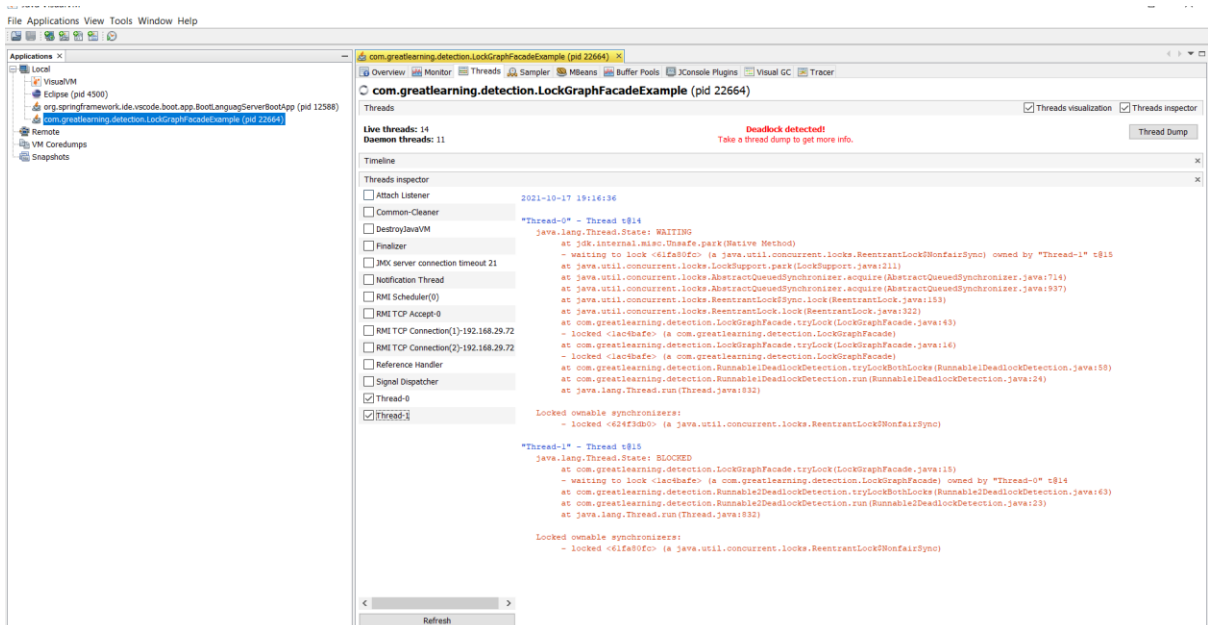 File Applications View Tools Window Help
Applications ×
Local
VisualVM
Eclipse (pid 4500)
org.springframework.ide.vscode.boot.app.BootLanguagServerBootApp (pid 12588)
com.greatlearning.detection.LockGraphFacadeExample (pid 22664)
Remote
VM Coredumps
Snapshots
com.greatlearning.detection.LockGraphFacadeExample (pid 22664) ×
Overview Monitor Threads Sampler MBeans Buffer Pools JConsole Plugins Visual GC Tracer
com.greatlearning.detection.LockGraphFacadeExample (pid 22664)
Threads Threads visualization Threads inspector
Live threads: 14
Daemon threads: 11
Deadlock detected!
Take a thread dump to get more info.
Thread Dump
Timeline ×
Threads inspector ×
Attach Listener
Common-Cleaner
DestroyJavaVM
Finalizer
JMX server connection timeout 21
Notification Thread
RMI Scheduler(0)
RMI TCP Accept-0
RMI TCP Connection(1)-192.168.29.72
RMI TCP Connection(2)-192.168.29.72
Reference Handler
Signal Dispatcher
Thread-0
Thread-1
Refresh
2021-10-17 19:16:36
"Thread-0" - Thread t@14
java.lang.Thread.State: WAITING
at jdk.internal.misc.Unsafe.park(Native Method)
- waiting to lock <61fa80fc> (a java.util.concurrent.locks.ReentrantLock$NonfairSync) owned by "Thread-1" t@15
at java.util.concurrent.locks.LockSupport.park(LockSupport.java:211)
at java.util.concurrent.locks.AbstractQueuedSynchronizer.acquire(AbstractQueuedSynchronizer.java:714)
at java.util.concurrent.locks.AbstractQueuedSynchronizer.acquire(AbstractQueuedSynchronizer.java:937)
at java.util.concurrent.locks.ReentrantLock$Sync.lock(ReentrantLock.java:153)
at java.util.concurrent.locks.ReentrantLock.lock(ReentrantLock.java:322)
at com.greatlearning.detection.LockGraphFacade.tryLock(LockGraphFacade.java:43)
- locked <1ac4bafe> (a com.greatlearning.detection.LockGraphFacade)
at com.greatlearning.detection.LockGraphFacade.tryLock(LockGraphFacade.java:16)
- locked <1ac4bafe> (a com.greatlearning.detection.LockGraphFacade)
at com.greatlearning.detection.Runnable1DeadlockDetection.tryLockBothLocks(Runnable1DeadlockDetection.java:58)
at com.greatlearning.detection.Runnable1DeadlockDetection.run(Runnable1DeadlockDetection.java:24)
at java.lang.Thread.run(Thread.java:832)
Locked ownable synchronizers:
- locked <624f3db0> (a java.util.concurrent.locks.ReentrantLock$NonfairSync)
"Thread-1" - Thread t@15
java.lang.Thread.State: BLOCKED
at com.greatlearning.detection.LockGraphFacade.tryLock(LockGraphFacade.java:15)
- waiting to lock <1ac4bafe> (a com.greatlearning.detection.LockGraphFacade) owned by "Thread-0" t@14
at com.greatlearning.detection.Runnable2DeadlockDetection.tryLockBothLocks(Runnable2DeadlockDetection.java:63)
at com.greatlearning.detection.Runnable2DeadlockDetection.run(Runnable2DeadlockDetection.java:23)
at java.lang.Thread.run(Thread.java:832)
Locked ownable synchronizers:
- locked <61fa80fc> (a java.util.concurrent.locks.ReentrantLock$NonfairSync)